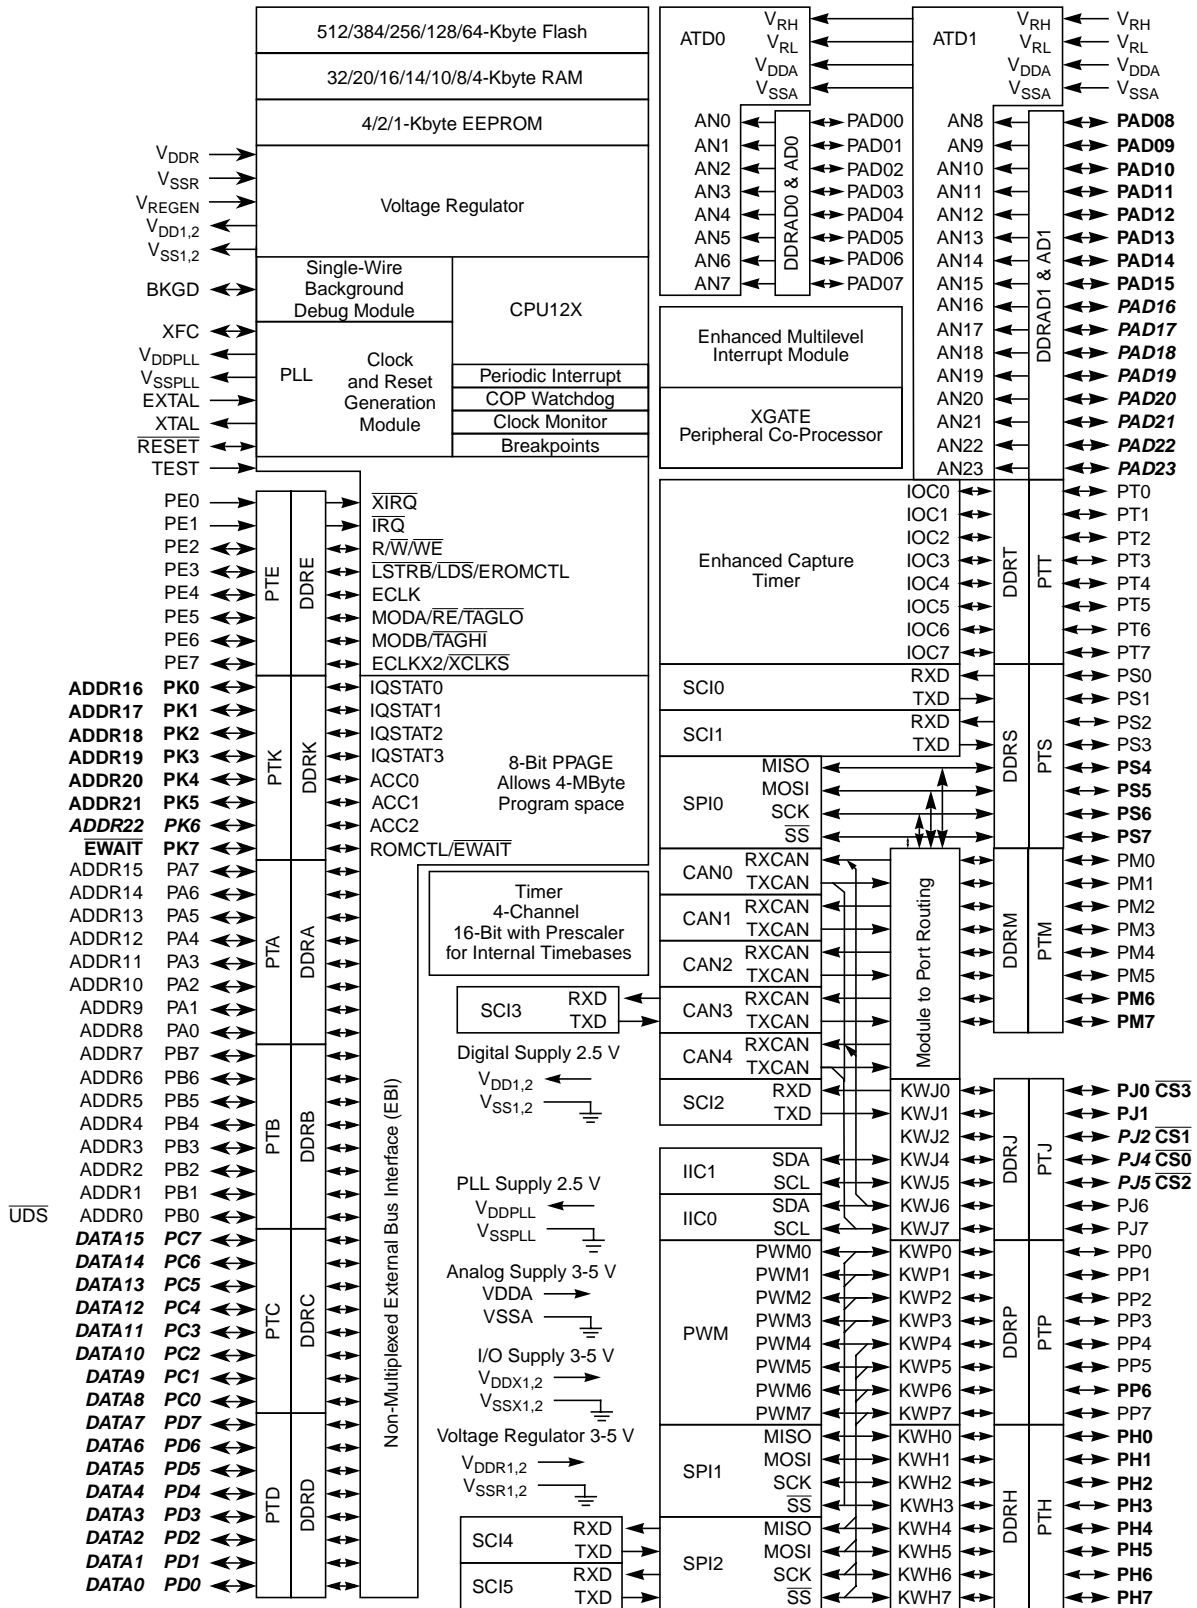 512/384/256/128/64-Kbyte Flash
32/20/16/14/10/8/4-Kbyte RAM
4/2/1-Kbyte EEPROM
VDDR
VSSR
VREGEN
VDD1,2
VSS1,2
Voltage Regulator
BKGD
Single-Wire
Background
Debug Module
CPU12X
XFC
VDDPLL
VSSPLL
EXTAL
XTAL
RESET
TEST
PLL
Clock
and Reset
Generation
Module
Periodic Interrupt
COP Watchdog
Clock Monitor
Breakpoints
PE0 XIRQ
PE1 IRQ
PE2 R/W/WE
PE3 LSTRB/LDS/EROMCTL
PE4 ECLK
PE5 MODA/RE/TAGLO
PE6 MODB/TAGHI
PE7 ECLKX2/XCLKS
PTE
DDRE
ADDR16 PK0 IQSTAT0
ADDR17 PK1 IQSTAT1
ADDR18 PK2 IQSTAT2
ADDR19 PK3 IQSTAT3
ADDR20 PK4 ACC0
ADDR21 PK5 ACC1
ADDR22 PK6 ACC2
EWAIT PK7 ROMCTL/EWAIT
PTK
DDRK
8-Bit PPAGE
Allows 4-MByte
Program space
ADDR15 PA7
ADDR14 PA6
ADDR13 PA5
ADDR12 PA4
ADDR11 PA3
ADDR10 PA2
ADDR9 PA1
ADDR8 PA0
PTA
DDRA
ADDR7 PB7
ADDR6 PB6
ADDR5 PB5
ADDR4 PB4
ADDR3 PB3
ADDR2 PB2
ADDR1 PB1
UDS ADDR0 PB0
PTB
DDRB
DATA15 PC7
DATA14 PC6
DATA13 PC5
DATA12 PC4
DATA11 PC3
DATA10 PC2
DATA9 PC1
DATA8 PC0
PTC
DDRC
DATA7 PD7
DATA6 PD6
DATA5 PD5
DATA4 PD4
DATA3 PD3
DATA2 PD2
DATA1 PD1
DATA0 PD0
PTD
DDRD
Non-Multiplexed External Bus Interface (EBI)
Timer
4-Channel
16-Bit with Prescaler
for Internal Timebases
SCI3
RXD
TXD
Digital Supply 2.5 V
VDD1,2
VSS1,2
PLL Supply 2.5 V
VDDPLL
VSSPLL
Analog Supply 3-5 V
VDDA
VSSA
I/O Supply 3-5 V
VDDX1,2
VSSX1,2
Voltage Regulator 3-5 V
VDDR1,2
VSSR1,2
SCI4
RXD
TXD
SCI5
RXD
TXD
ATD0
VRH
VRL
VDDA
VSSA
AN0 PAD00
AN1 PAD01
AN2 PAD02
AN3 PAD03
AN4 PAD04
AN5 PAD05
AN6 PAD06
AN7 PAD07
DDRAD0 & AD0
ATD1
VRH VRH
VRL VRL
VDDA VDDA
VSSA VSSA
AN8 PAD08
AN9 PAD09
AN10 PAD10
AN11 PAD11
AN12 PAD12
AN13 PAD13
AN14 PAD14
AN15 PAD15
AN16 PAD16
AN17 PAD17
AN18 PAD18
AN19 PAD19
AN20 PAD20
AN21 PAD21
AN22 PAD22
AN23 PAD23
DDRAD1 & AD1
Enhanced Multilevel
Interrupt Module
XGATE
Peripheral Co-Processor
Enhanced Capture
Timer
IOC0 PT0
IOC1 PT1
IOC2 PT2
IOC3 PT3
IOC4 PT4
IOC5 PT5
IOC6 PT6
IOC7 PT7
DDRT
PTT
SCI0
RXD PS0
TXD PS1
SCI1
RXD PS2
TXD PS3
SPI0
MISO PS4
MOSI PS5
SCK PS6
SS PS7
DDRS
PTS
CAN0
RXCAN PM0
TXCAN PM1
CAN1
RXCAN PM2
TXCAN PM3
CAN2
RXCAN PM4
TXCAN PM5
CAN3
RXCAN PM6
TXCAN PM7
CAN4
RXCAN
TXCAN
Module to Port Routing
DDRM
PTM
SCI2
RXD KWJ0 PJ0 CS3
TXD KWJ1 PJ1
KWJ2 PJ2 CS1
IIC1
SDA KWJ4 PJ4 CS0
SCL KWJ5 PJ5 CS2
IIC0
SDA KWJ6 PJ6
SCL KWJ7 PJ7
DDRJ
PTJ
PWM
PWM0 KWP0 PP0
PWM1 KWP1 PP1
PWM2 KWP2 PP2
PWM3 KWP3 PP3
PWM4 KWP4 PP4
PWM5 KWP5 PP5
PWM6 KWP6 PP6
PWM7 KWP7 PP7
DDRP
PTP
SPI1
MISO KWH0 PH0
MOSI KWH1 PH1
SCK KWH2 PH2
SS KWH3 PH3
SPI2
MISO KWH4 PH4
MOSI KWH5 PH5
SCK KWH6 PH6
SS KWH7 PH7
DDRH
PTH